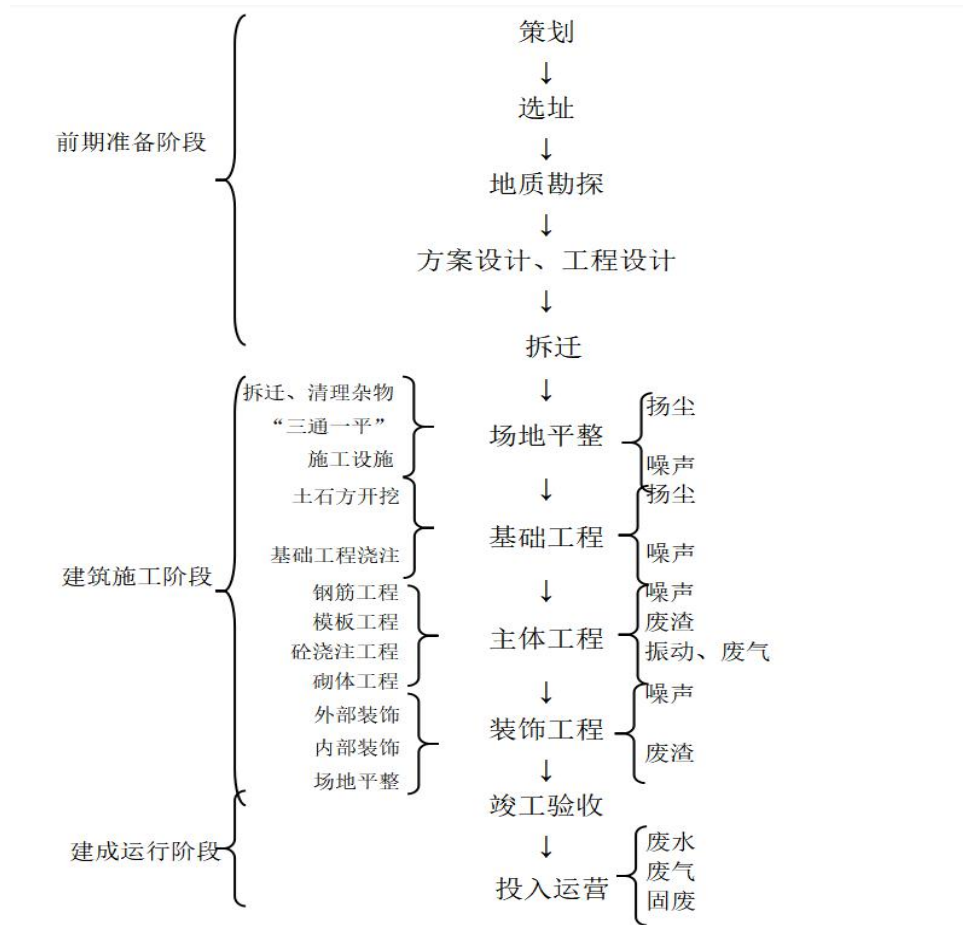 策划
↓
选址
前期准备阶段
↓
地质勘探
↓
方案设计、工程设计
↓
拆迁
↓
拆迁、清理杂物
扬尘
“三通一平”
场地平整
施工设施
噪声
↓
土石方开挖
扬尘
基础工程
基础工程浇注
噪声
建筑施工阶段
↓
钢筋工程
噪声
模板工程
废渣
主体工程
砼浇注工程
振动、废气
砌体工程
↓
噪声
外部装饰
装饰工程
内部装饰
废渣
↓
场地平整
竣工验收
↓
废水
建成运行阶段
废气
投入运营
固废